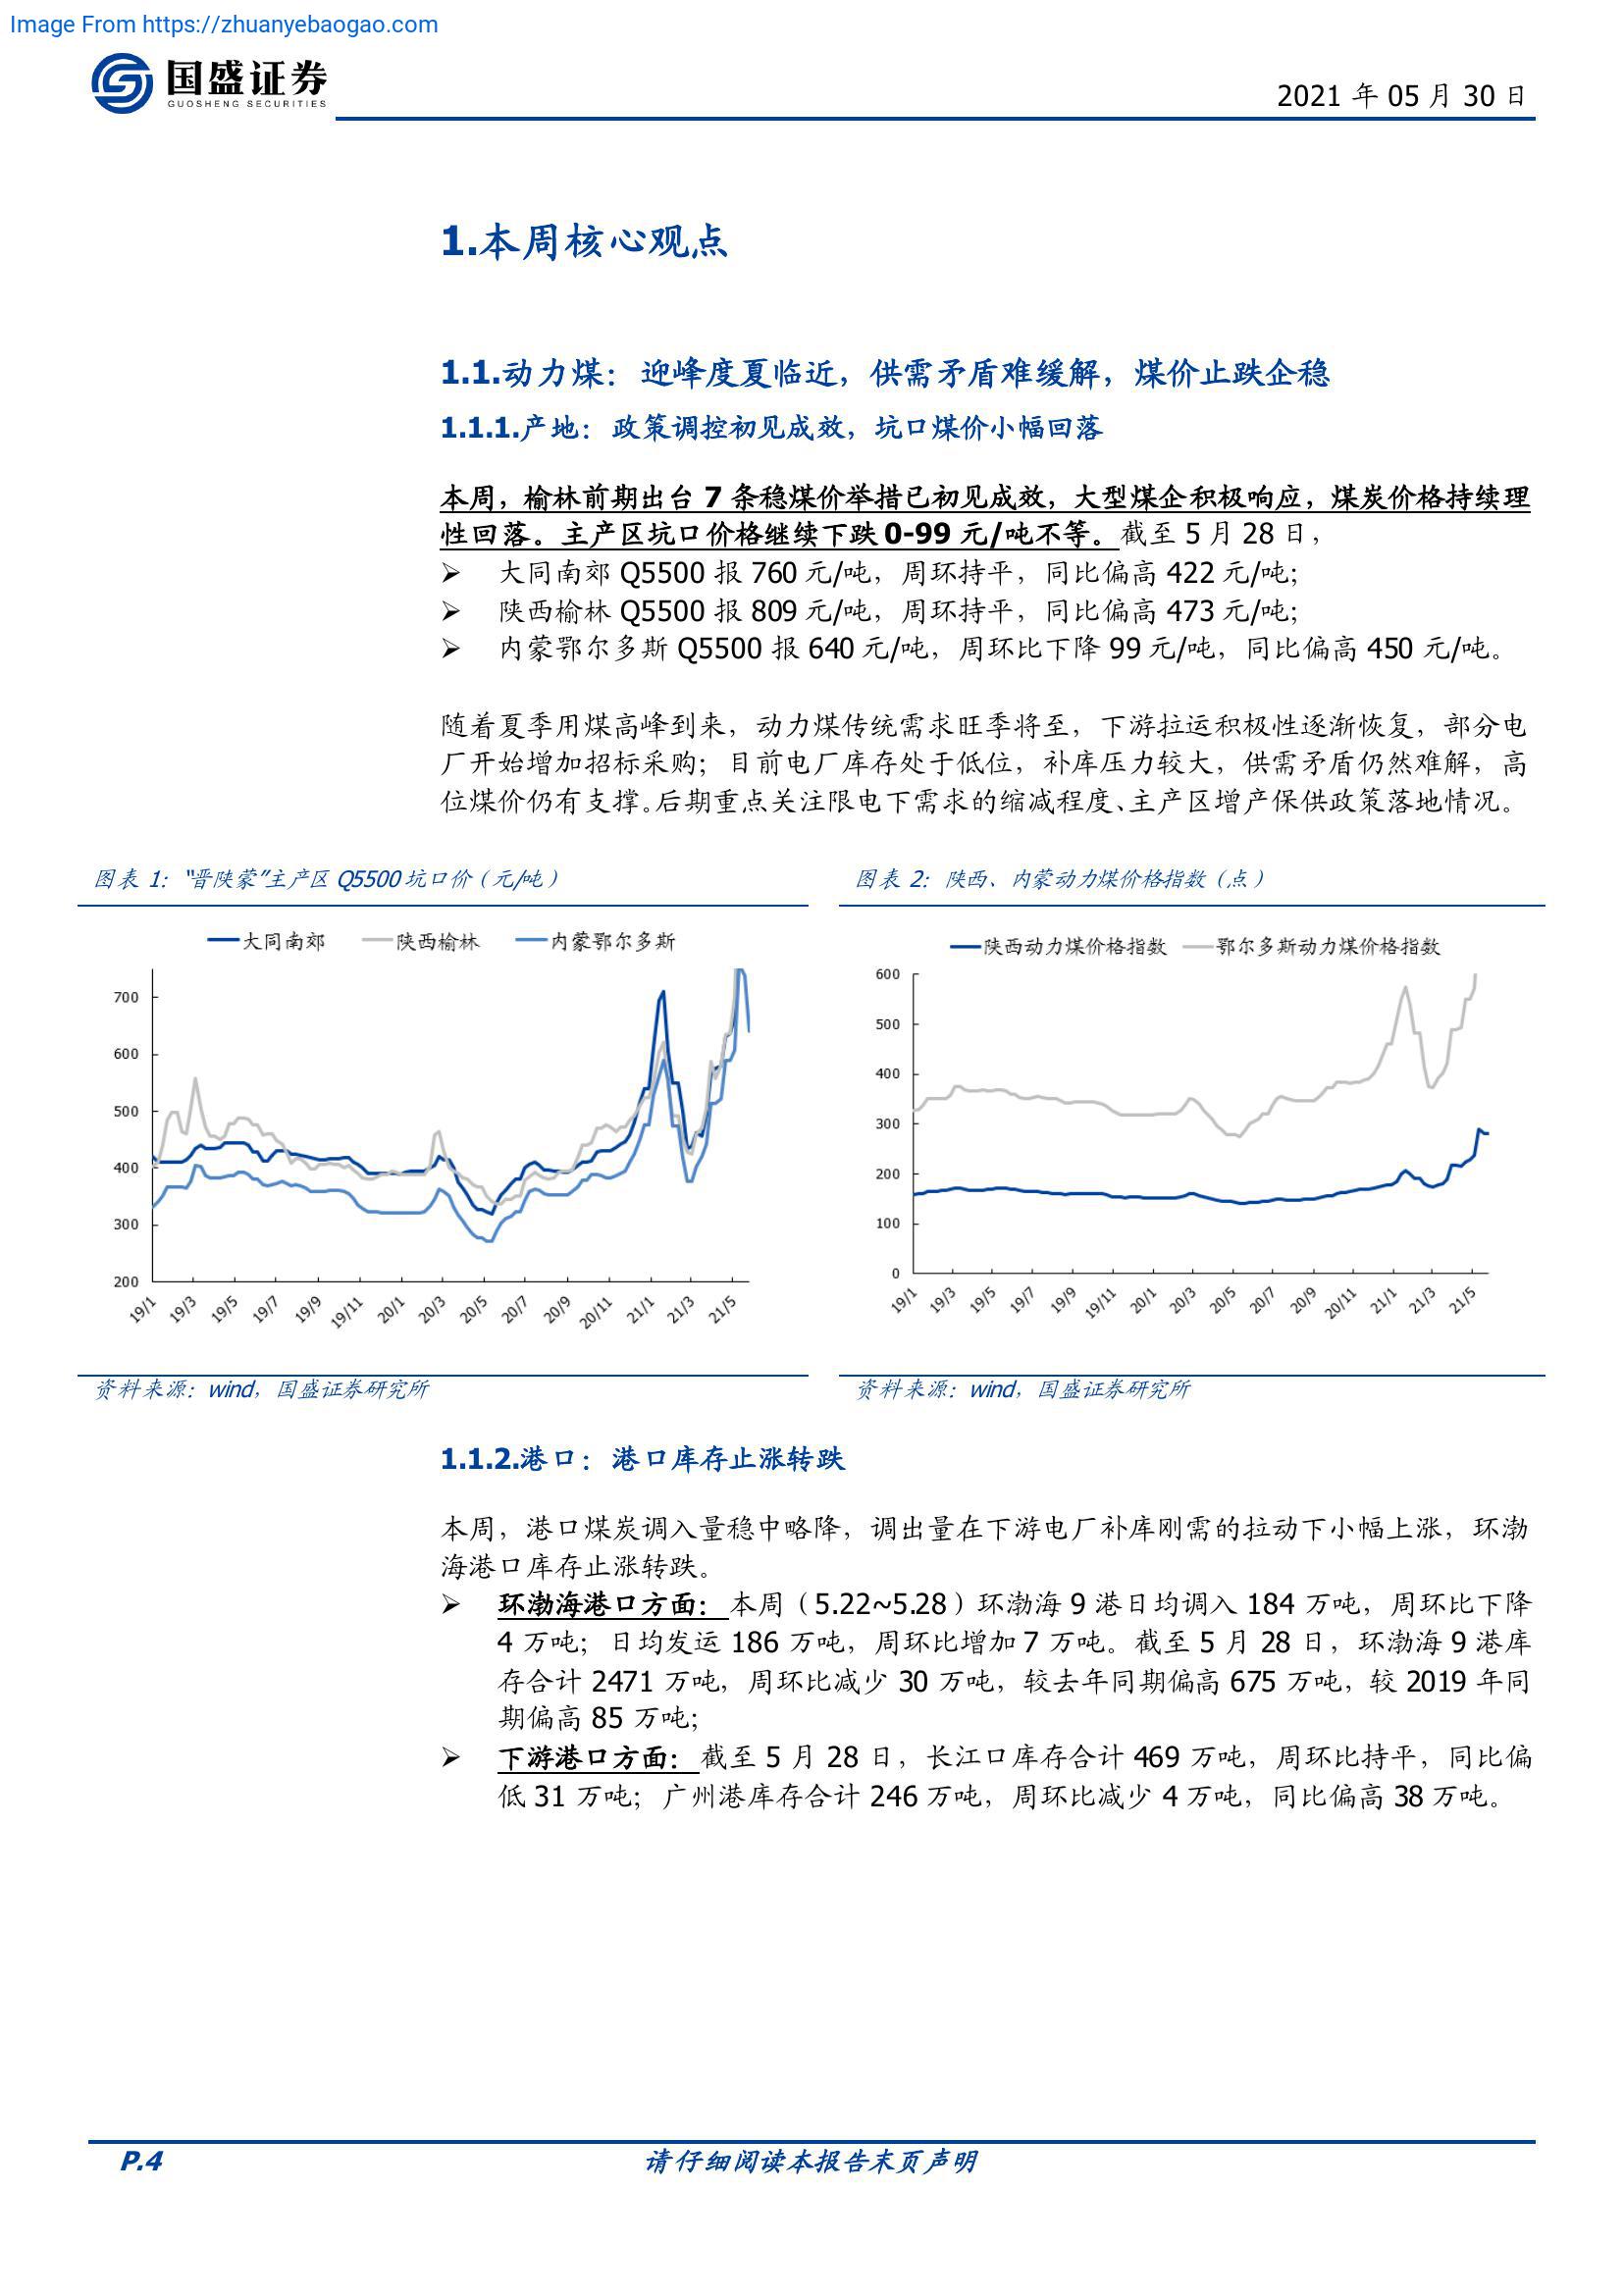 Image From https://zhuanyebaogao.com
国盛证券
GUOSHENG SECURITIES
2021 年 05 月 30 日
1.本周核心观点
1.1.动力煤：迎峰度夏临近，供需矛盾难缓解，煤价止跌企稳
1.1.1.产地：政策调控初见成效，坑口煤价小幅回落
本周，榆林前期出台 7 条稳煤价举措已初见成效，大型煤企积极响应，煤炭价格持续理
性回落。主产区坑口价格继续下跌 0-99 元/吨不等。截至 5 月 28 日，
➢ 大同南郊 Q5500 报 760 元/吨，周环持平，同比偏高 422 元/吨；
➢ 陕西榆林 Q5500 报 809 元/吨，周环持平，同比偏高 473 元/吨；
➢ 内蒙鄂尔多斯 Q5500 报 640 元/吨，周环比下降 99 元/吨，同比偏高 450 元/吨。
随着夏季用煤高峰到来，动力煤传统需求旺季将至，下游拉运积极性逐渐恢复，部分电
厂开始增加招标采购；目前电厂库存处于低位，补库压力较大，供需矛盾仍然难解，高
位煤价仍有支撑。后期重点关注限电下需求的缩减程度、主产区增产保供政策落地情况。
图表 1：“晋陕蒙”主产区 Q5500 坑口价（元/吨）
大同南郊 陕西榆林 内蒙鄂尔多斯
700
600
500
400
300
200
19/1 19/3 19/5 19/7 19/9 19/11 20/1 20/3 20/5 20/7 20/9 20/11 21/1 21/3 21/5
资料来源：wind，国盛证券研究所
图表 2：陕西、内蒙动力煤价格指数（点）
陕西动力煤价格指数 鄂尔多斯动力煤价格指数
600
500
400
300
200
100
0
19/1 19/3 19/5 19/7 19/9 19/11 20/1 20/3 20/5 20/7 20/9 20/11 21/1 21/3 21/5
资料来源：wind，国盛证券研究所
1.1.2.港口：港口库存止涨转跌
本周，港口煤炭调入量稳中略降，调出量在下游电厂补库刚需的拉动下小幅上涨，环渤
海港口库存止涨转跌。
➢ 环渤海港口方面：本周（5.22~5.28）环渤海 9 港日均调入 184 万吨，周环比下降
4 万吨；日均发运 186 万吨，周环比增加 7 万吨。截至 5 月 28 日，环渤海 9 港库
存合计 2471 万吨，周环比减少 30 万吨，较去年同期偏高 675 万吨，较 2019 年同
期偏高 85 万吨；
➢ 下游港口方面：截至 5 月 28 日，长江口库存合计 469 万吨，周环比持平，同比偏
低 31 万吨；广州港库存合计 246 万吨，周环比减少 4 万吨，同比偏高 38 万吨。
P.4
请仔细阅读本报告末页声明